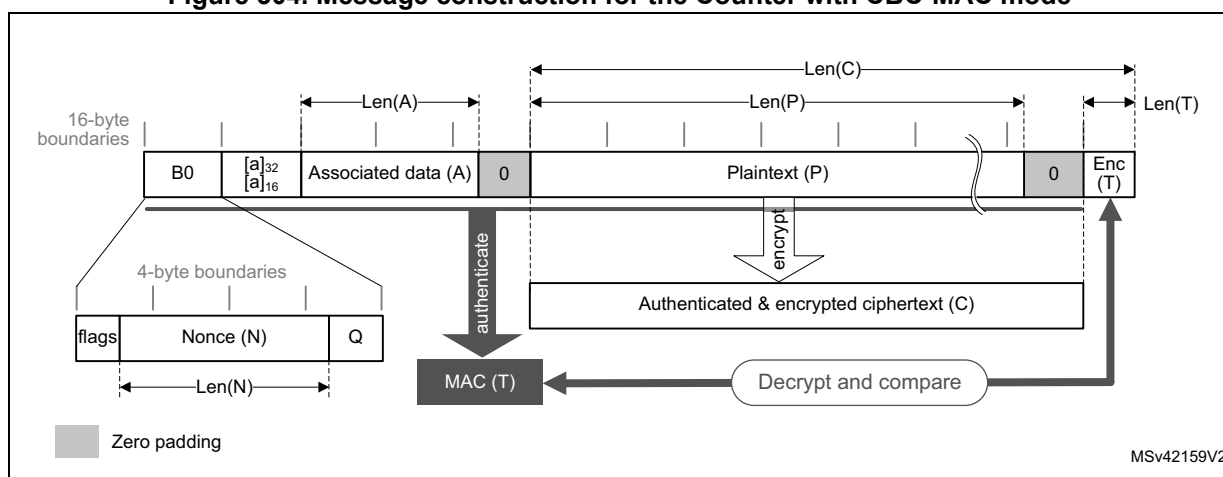 Figure 504. Message construction for the Counter with CBC-MAC mode
Len(C)
Len(A)
Len(P)
Len(T)
16-byte
boundaries
B0
[a]32
[a]16
Associated data (A)
0
Plaintext (P)
0
Enc
(T)
encrypt
authenticate
4-byte boundaries
Authenticated & encrypted ciphertext (C)
flags
Nonce (N)
Q
Len(N)
MAC (T)
Decrypt and compare
Zero padding
MSv42159V2